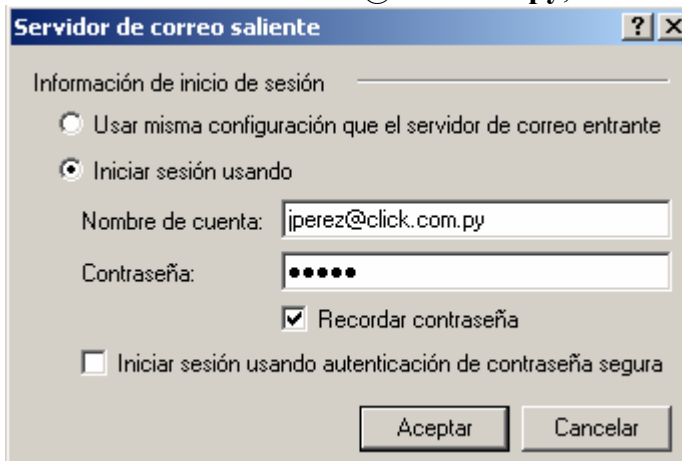 Servidor de correo saliente
Información de inicio de sesión
Usar misma configuración que el servidor de correo entrante
Iniciar sesión usando
Nombre de cuenta: jperez@click.com.py
Contraseña: •••••
Recordar contraseña
Iniciar sesión usando autenticación de contraseña segura
Aceptar Cancelar